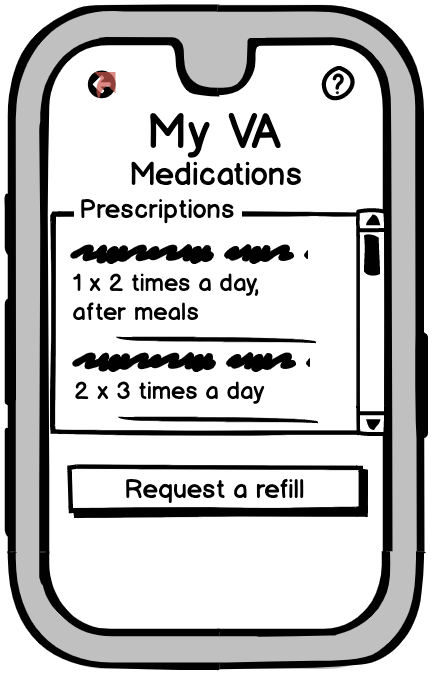 ?
My VA
Medications
Prescriptions
1 x 2 times a day,
after meals
2 x 3 times a day
Request a refill